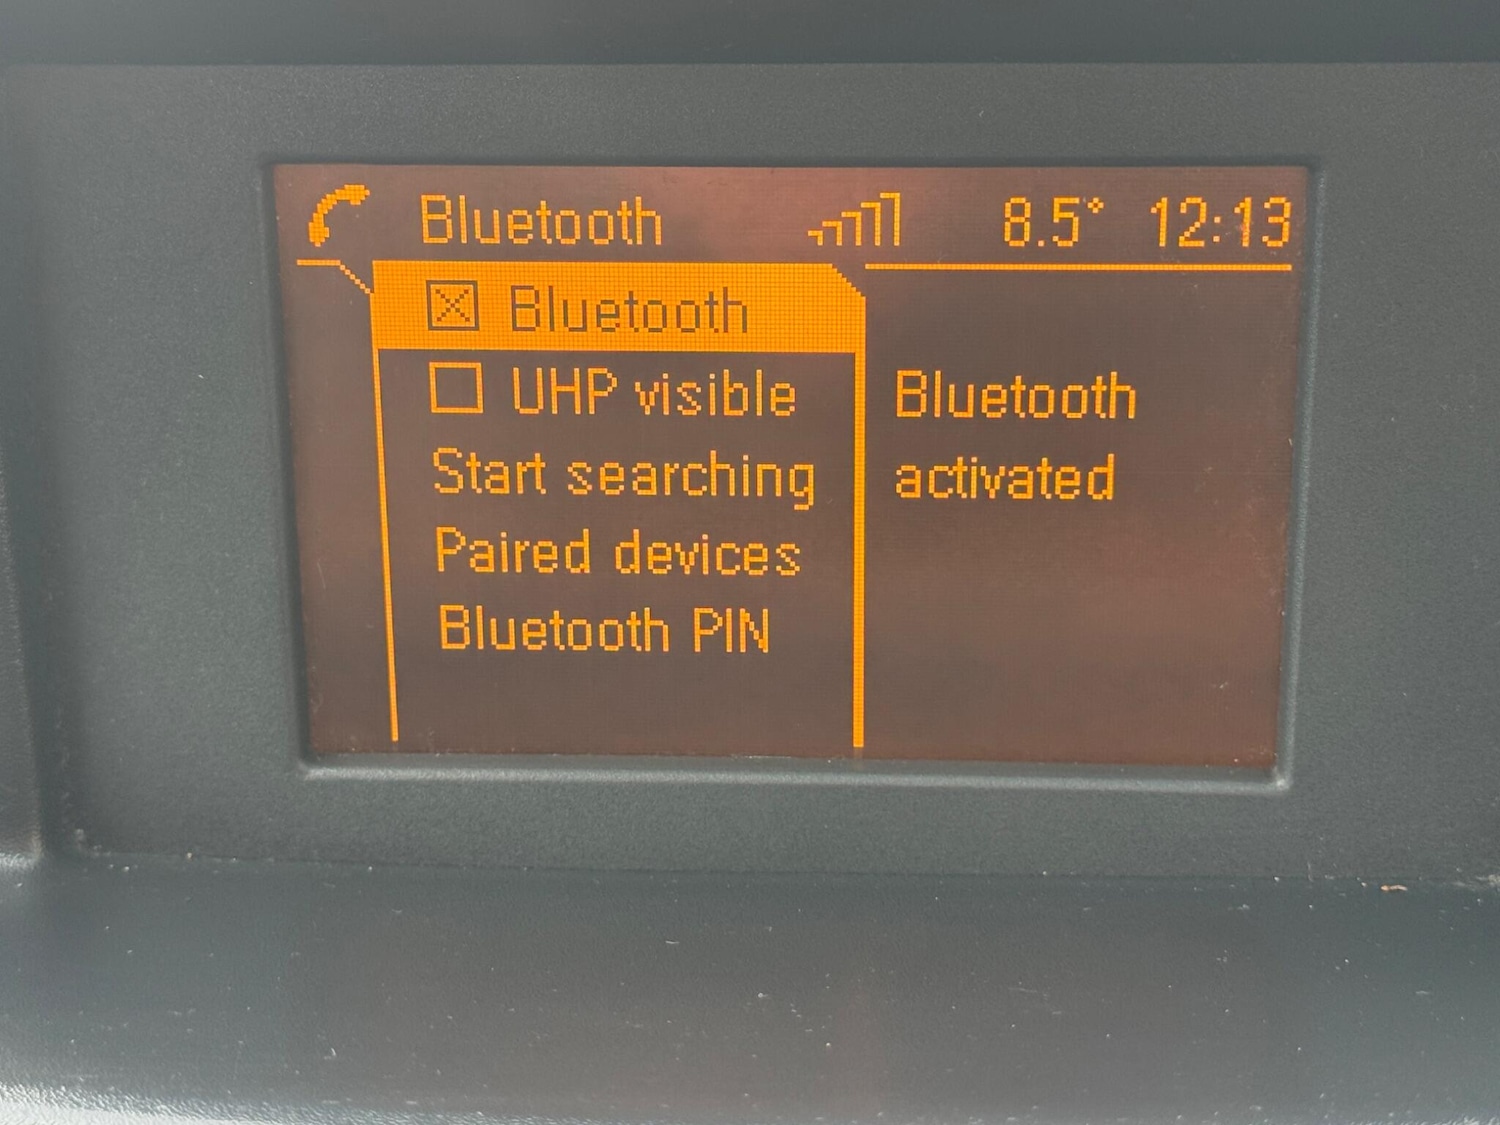 Bluetooth 8.5° 12:13
Bluetooth
UHP visible
Start searching
Paired devices
Bluetooth PIN
Bluetooth
activated